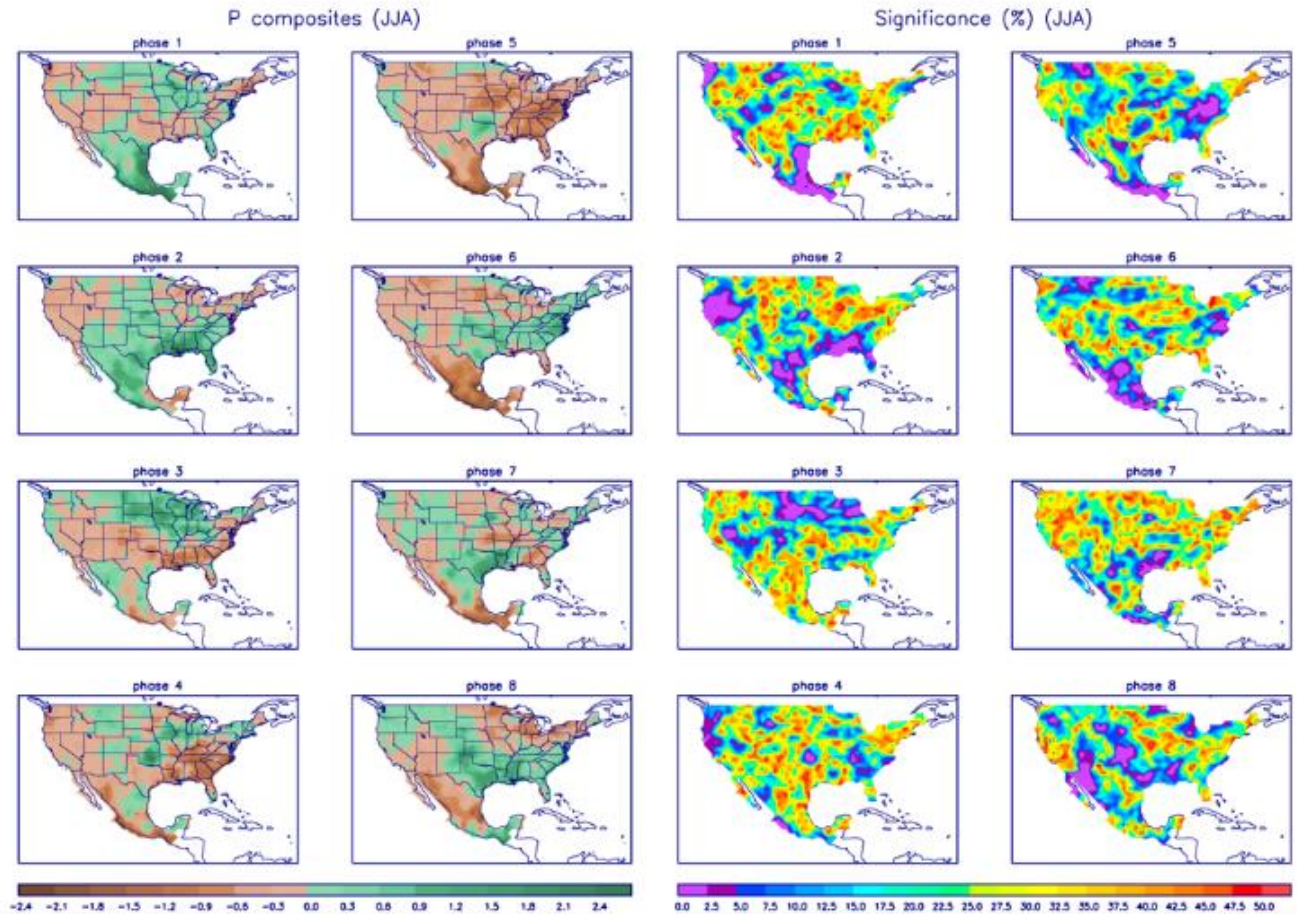 P composites (JJA) Significance (%) (JJA)
phase 1 phase 5 phase 1 phase 5
phase 2 phase 6 phase 2 phase 6
phase 3 phase 7 phase 3 phase 7
phase 4 phase 8 phase 4 phase 8
-2.4 -2.1 -1.8 -1.5 -1.2 -0.9 -0.6 -0.3 0.0 0.3 0.6 0.9 1.2 1.5 1.8 2.1 2.4 0.0 2.5 5.0 7.5 10.0 12.5 15.0 17.5 20.0 22.5 25.0 27.5 30.0 32.5 35.0 37.5 40.0 42.5 45.0 47.5 50.0